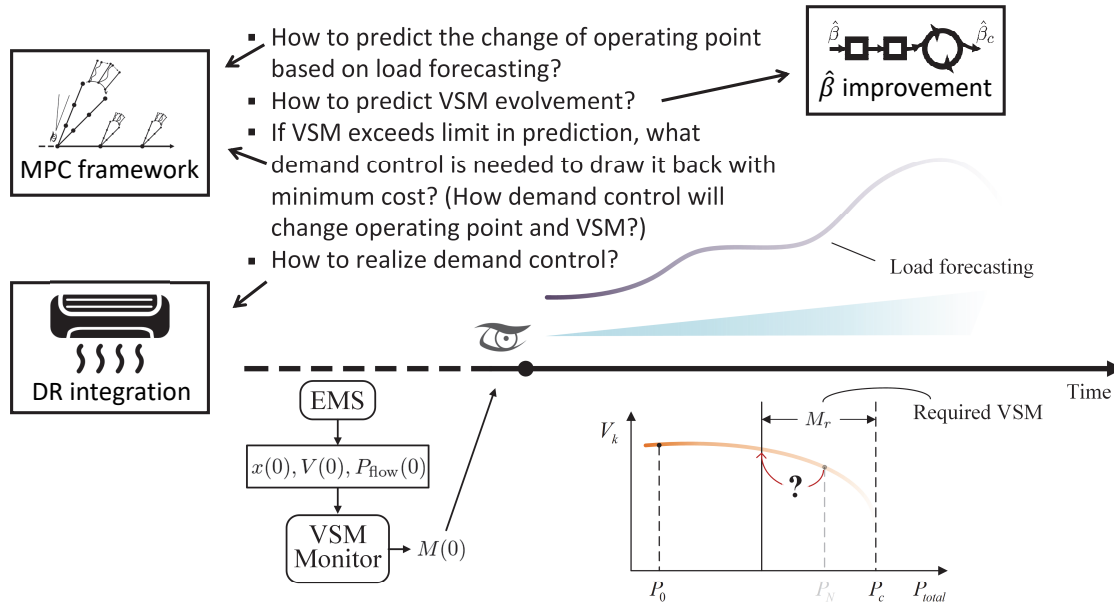 ▪ How to predict the change of operating point
based on load forecasting?
▪ How to predict VSM evolvement?
▪ If VSM exceeds limit in prediction, what
demand control is needed to draw it back with
minimum cost? (How demand control will
change operating point and VSM?)
▪ How to realize demand control?
MPC framework
β̂
β̂_c
β̂ improvement
DR integration
Load forecasting
Time
EMS
x(0), V(0), P_flow(0)
VSM
Monitor
M(0)
Required VSM
V_k
M_r
?
P_0
P_N
P_c
P_total